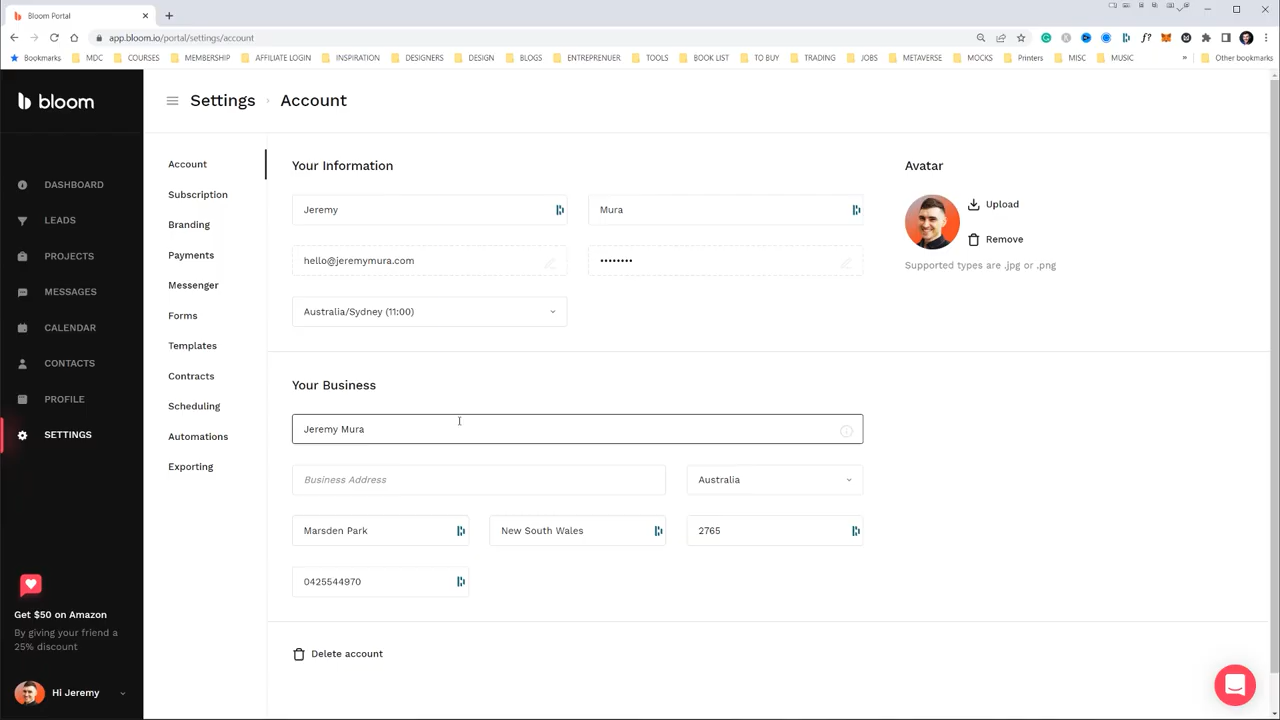 Bloom Portal
app.bloom.io/portal/settings/account
Bookmarks
MDC
COURSES
MEMBERSHIP
AFFILIATE LOGIN
INSPIRATION
DESIGNERS
DESIGN
BLOGS
ENTREPRENUER
TOOLS
BOOK LIST
TO BUY
TRADING
JOBS
METAVERSE
MOCKS
Printers
MISC
MUSIC
»
Other bookmarks
bloom
Settings › Account
DASHBOARD
LEADS
PROJECTS
MESSAGES
CALENDAR
CONTACTS
PROFILE
SETTINGS
Get $50 on Amazon
By giving your friend a
25% discount
Hi Jeremy
Account
Subscription
Branding
Payments
Messenger
Forms
Templates
Contracts
Scheduling
Automations
Exporting
Your Information
Jeremy
Mura
hello@jeremymura.com
••••••••
Australia/Sydney (11:00)
Avatar
Upload
Remove
Supported types are .jpg or .png
Your Business
Jeremy Mura
Business Address
Australia
Marsden Park
New South Wales
2765
0425544970
Delete account